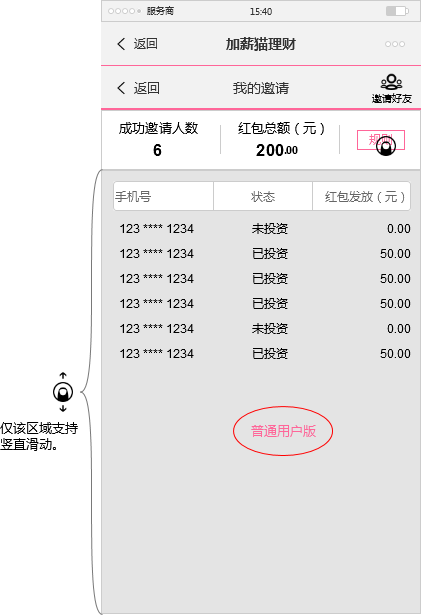 服务商 15:40
返回 加薪猫理财
返回 我的邀请 邀请好友
成功邀请人数 红包总额（元） 规则
6 200.00
手机号 状态 红包发放（元）
123 **** 1234 未投资 0.00
123 **** 1234 已投资 50.00
123 **** 1234 已投资 50.00
123 **** 1234 已投资 50.00
123 **** 1234 未投资 0.00
123 **** 1234 已投资 50.00
仅该区域支持
竖直滑动。
普通用户版